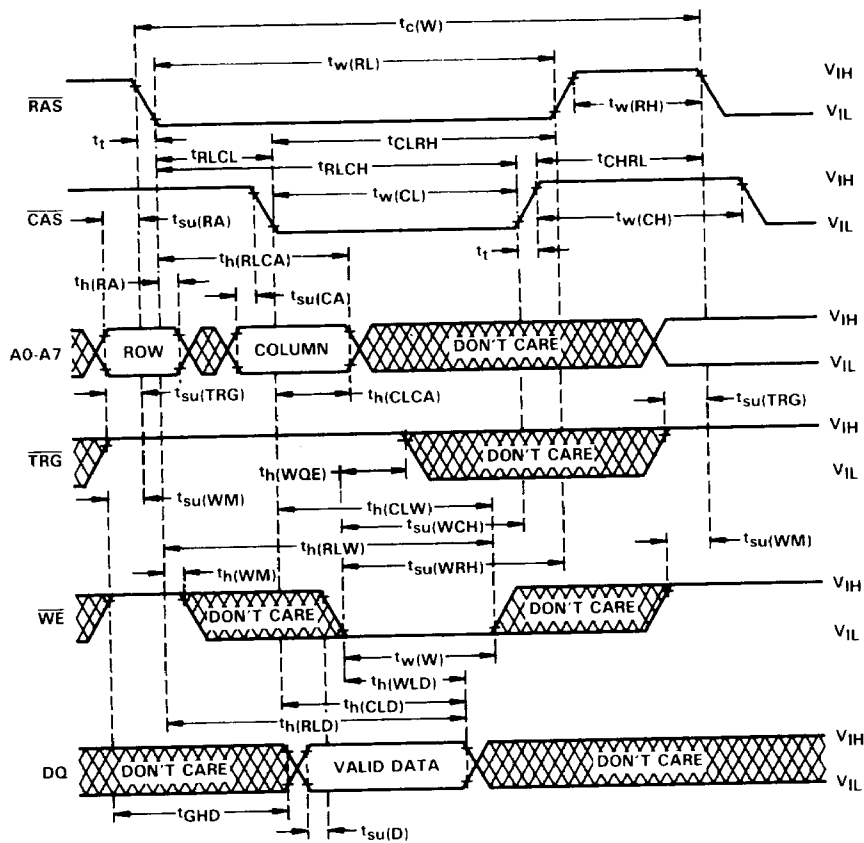 tc(W)
tw(RL)
VIH
RAS
tw(RH)
VIL
tt
tRLCL
tCLRH
tRLCH
tCHRL
VIH
CAS
tsu(RA)
tw(CL)
tw(CH)
VIL
th(RLCA)
tt
th(RA)
tsu(CA)
VIH
A0-A7
ROW
COLUMN
DON'T CARE
VIL
tsu(TRG)
th(CLCA)
tsu(TRG)
VIH
TRG
DON'T CARE
th(WQE)
VIL
tsu(WM)
th(CLW)
tsu(WCH)
th(RLW)
tsu(WM)
th(WM)
tsu(WRH)
VIH
WE
DON'T CARE
DON'T CARE
VIL
tw(W)
th(WLD)
th(CLD)
th(RLD)
VIH
DQ
DON'T CARE
VALID DATA
DON'T CARE
VIL
tGHD
tsu(D)